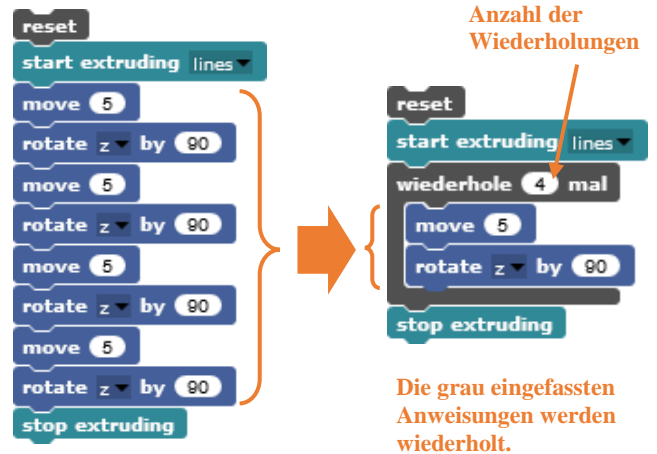 reset
start extruding lines
move 5
rotate z by 90
move 5
rotate z by 90
move 5
rotate z by 90
move 5
rotate z by 90
stop extruding
Anzahl der
Wiederholungen
reset
start extruding lines
wiederhole 4 mal
move 5
rotate z by 90
stop extruding
Die grau eingefassten
Anweisungen werden
wiederholt.